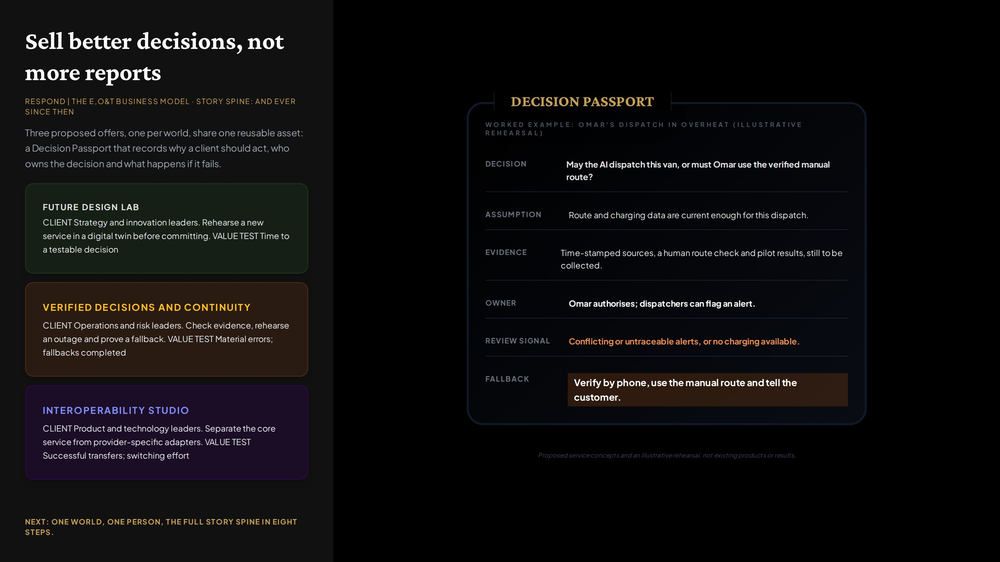 Sell better decisions, not
more reports
RESPOND | THE E,O&T BUSINESS MODEL · STORY SPINE: AND EVER
SINCE THEN
Three proposed offers, one per world, share one reusable asset:
a Decision Passport that records why a client should act, who
owns the decision and what happens if it fails.
FUTURE DESIGN LAB
CLIENT Strategy and innovation leaders. Rehearse a new
service in a digital twin before committing. VALUE TEST Time to
a testable decision
VERIFIED DECISIONS AND CONTINUITY
CLIENT Operations and risk leaders. Check evidence, rehearse
an outage and prove a fallback. VALUE TEST Material errors;
fallbacks completed
INTEROPERABILITY STUDIO
CLIENT Product and technology leaders. Separate the core
service from provider-specific adapters. VALUE TEST
Successful transfers; switching effort
NEXT: ONE WORLD, ONE PERSON, THE FULL STORY SPINE IN EIGHT
STEPS.
DECISION PASSPORT
WORKED EXAMPLE: OMAR'S DISPATCH IN OVERHEAT (ILLUSTRATIVE
REHEARSAL)
DECISION
May the AI dispatch this van, or must Omar use the verified manual
route?
ASSUMPTION
Route and charging data are current enough for this dispatch.
EVIDENCE
Time-stamped sources, a human route check and pilot results, still to be
collected.
OWNER
Omar authorises; dispatchers can flag an alert.
REVIEW SIGNAL
Conflicting or untraceable alerts, or no charging available.
FALLBACK
Verify by phone, use the manual route and tell the
customer.
Proposed service concepts and an illustrative rehearsal, not existing products or results.